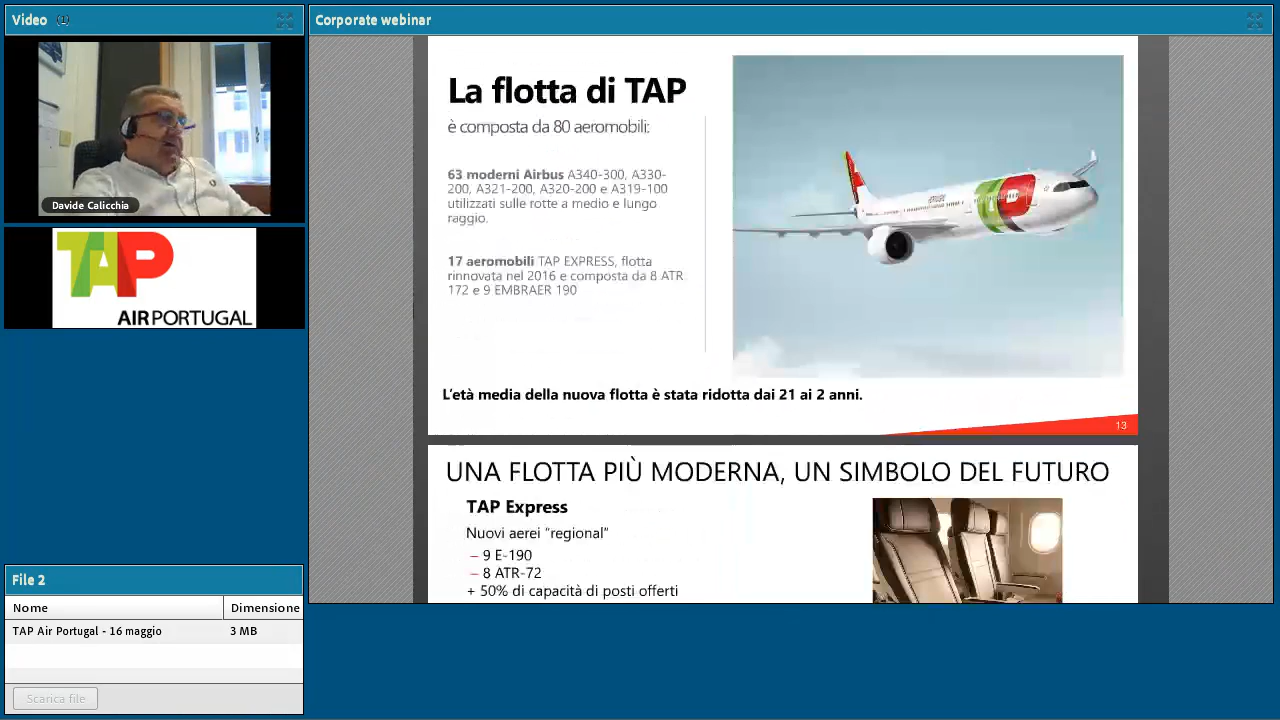 Video (1)
Davide Calicchia
TAP
AIRPORTUGAL
File 2
Nome Dimensione
TAP Air Portugal - 16 maggio 3 MB
Scarica file
Corporate webinar
La flotta di TAP
è composta da 80 aeromobili:
63 moderni Airbus A340-300, A330-
200, A321-200, A320-200 e A319-100
utilizzati sulle rotte a medio e lungo
raggio.
17 aeromobili TAP EXPRESS, flotta
rinnovata nel 2016 e composta da 8 ATR
172 e 9 EMBRAER 190
TAP
L'età media della nuova flotta è stata ridotta dai 21 ai 2 anni.
13
UNA FLOTTA PIÙ MODERNA, UN SIMBOLO DEL FUTURO
TAP Express
Nuovi aerei "regional"
– 9 E-190
– 8 ATR-72
+ 50% di capacità di posti offerti